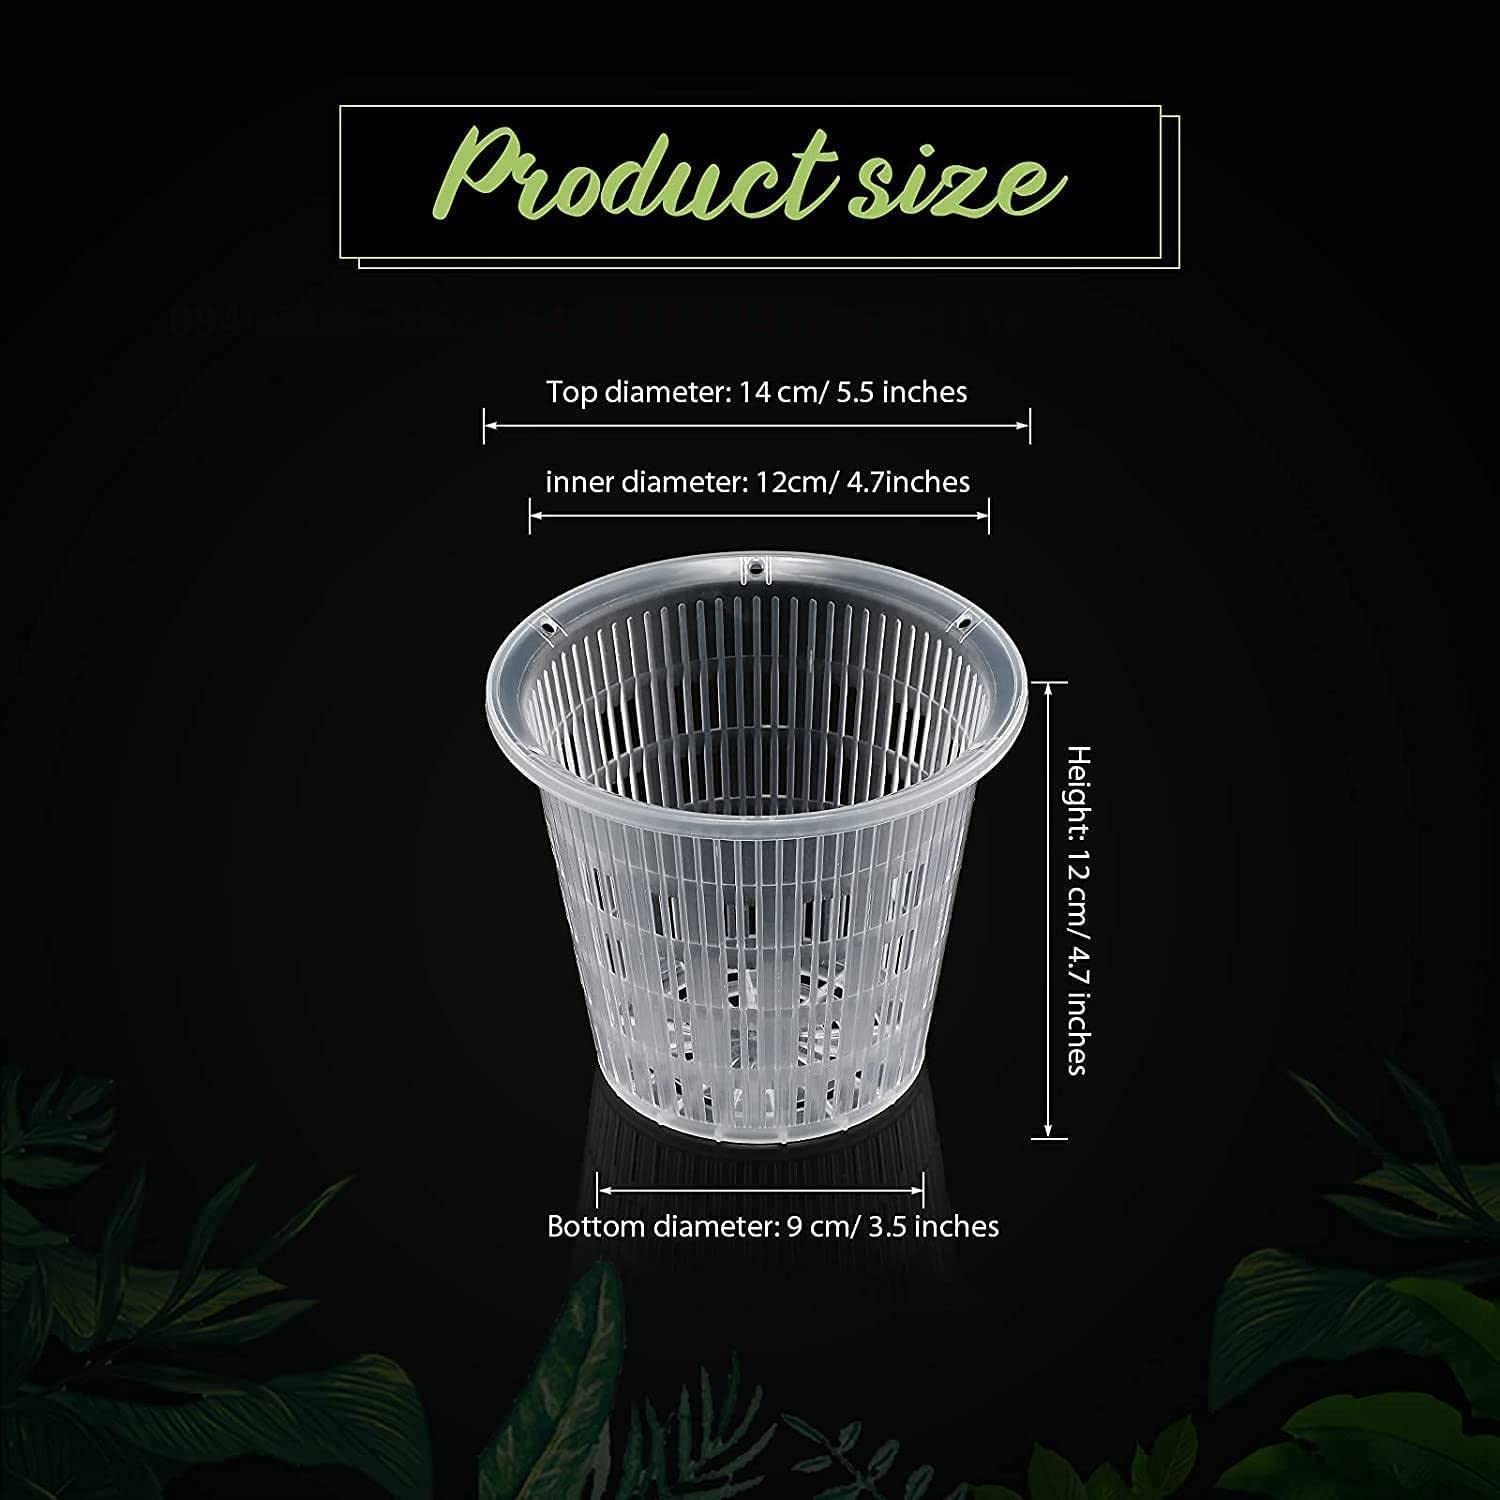 Product size
Top diameter: 14 cm/ 5.5 inches
inner diameter: 12cm/ 4.7inches
Height: 12 cm/ 4.7 inches
Bottom diameter: 9 cm/ 3.5 inches